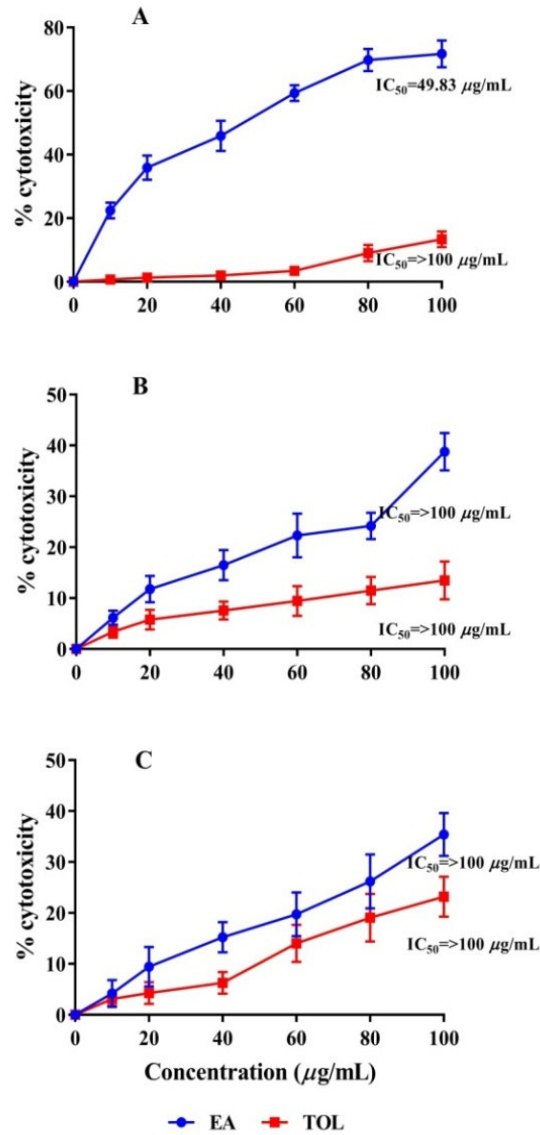 A
80
60
40
20
0
% cytotoxicity
IC50=49.83 μg/mL
IC50=>100 μg/mL
0 20 40 60 80 100
B
50
40
30
20
10
0
% cytotoxicity
IC50=>100 μg/mL
IC50=>100 μg/mL
0 20 40 60 80 100
C
50
40
30
20
10
0
% cytotoxicity
IC50=>100 μg/mL
IC50=>100 μg/mL
0 20 40 60 80 100
Concentration (μg/mL)
EA TOL